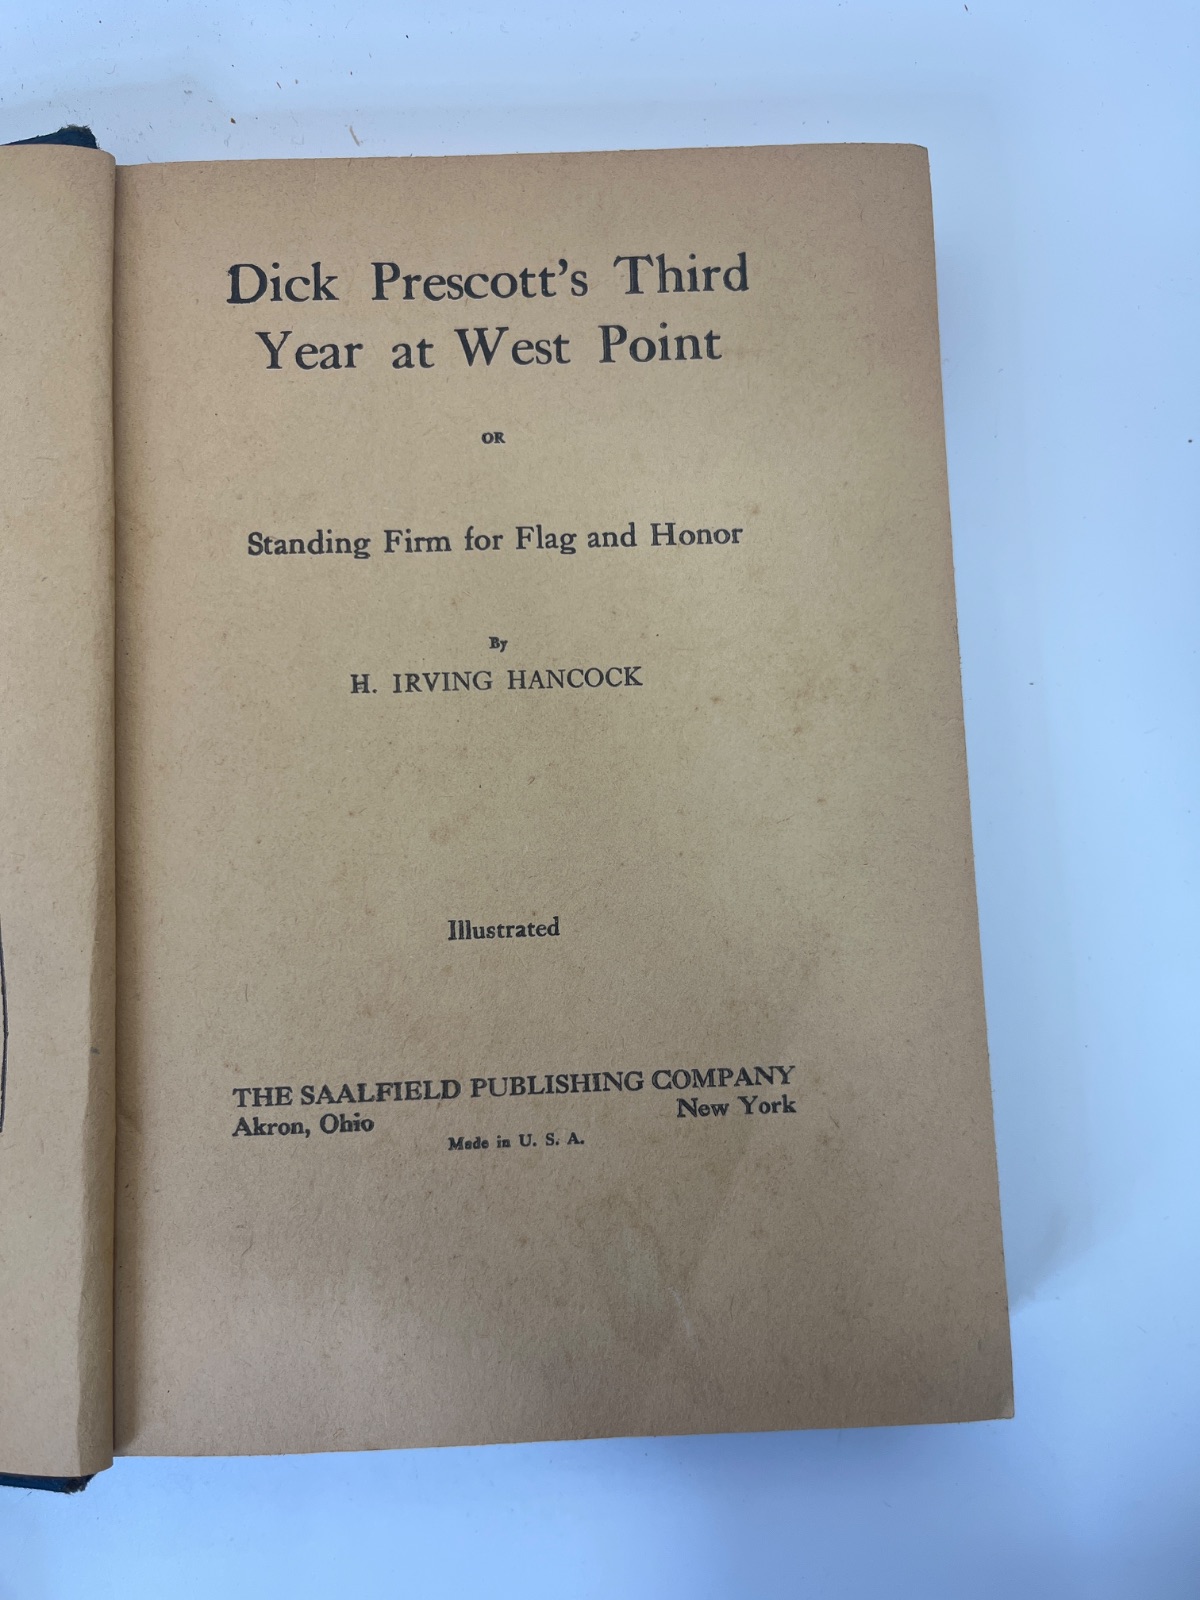 Dick Prescott's Third
Year at West Point
OR
Standing Firm for Flag and Honor
By
H. IRVING HANCOCK
Illustrated
THE SAALFIELD PUBLISHING COMPANY
Akron, Ohio New York
Made in U. S. A.